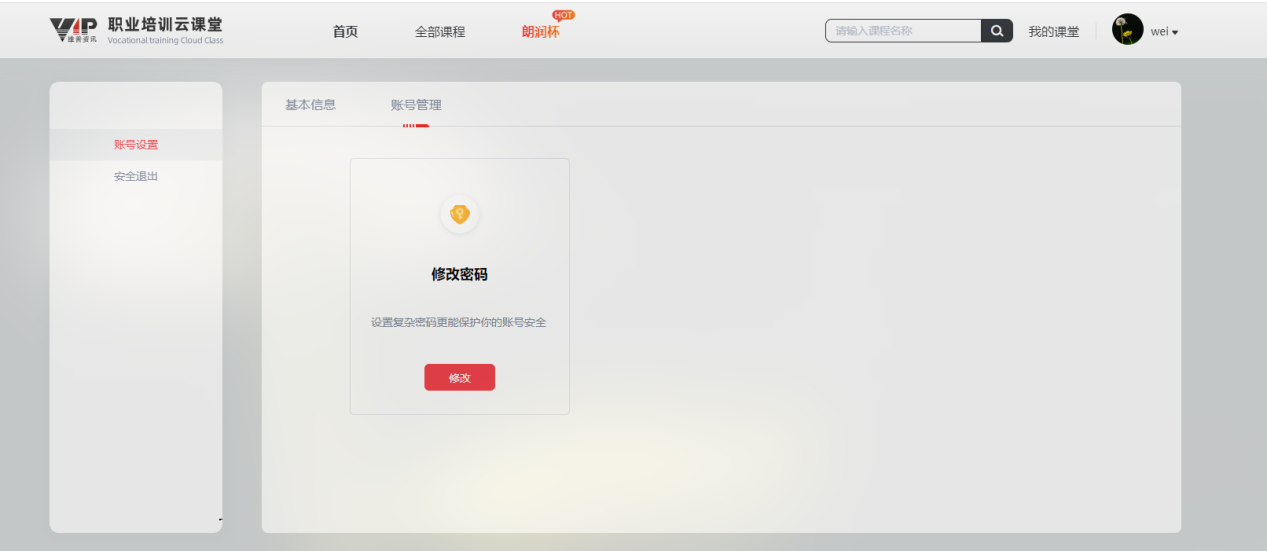 VIP 职业培训云课堂
Vocational training Cloud Class
首页
全部课程
朗润杯
HOT
请输入课程名称
我的课堂
wei
账号设置
安全退出
基本信息
账号管理
修改密码
设置复杂密码更能保护你的账号安全
修改